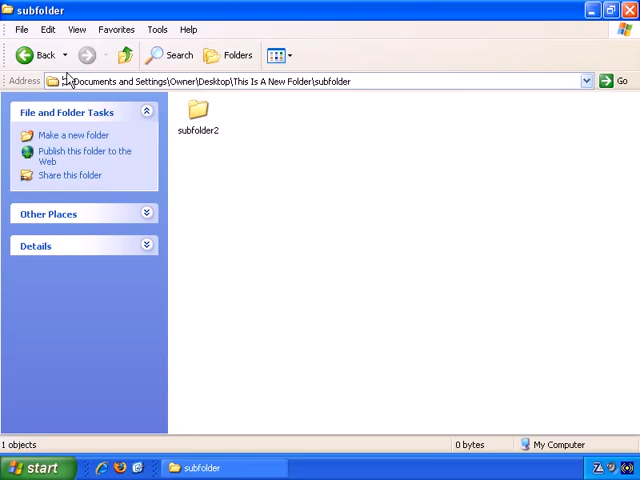 subfolder
File Edit View Favorites Tools Help
Back Search Folders
Address Documents and Settings\Owner\Desktop\This Is A New Folder\subfolder Go
File and Folder Tasks
Make a new folder
Publish this folder to the
Web
Share this folder
Other Places
Details
subfolder2
1 objects 0 bytes My Computer
start subfolder